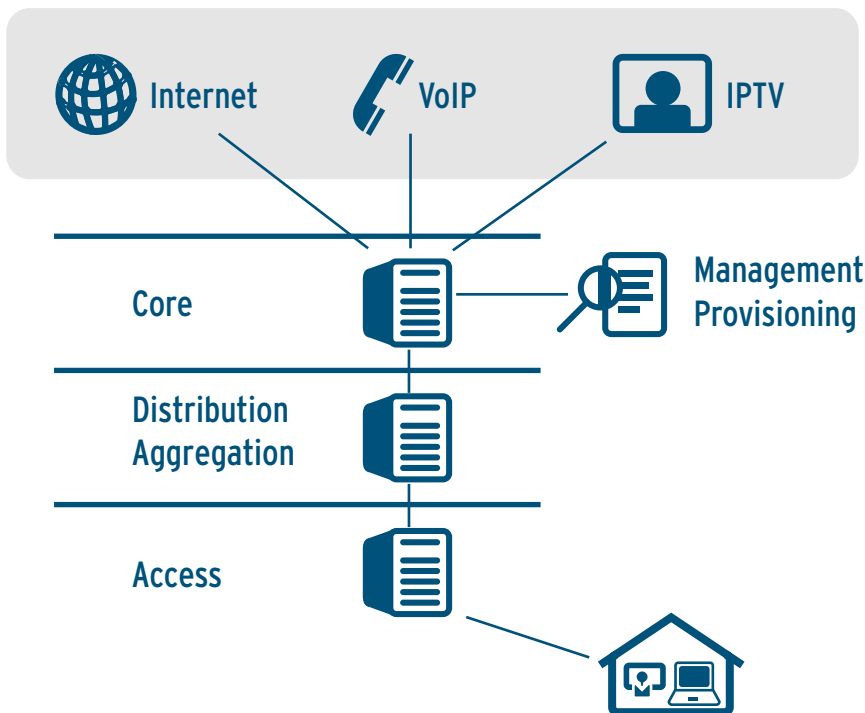 Internet
VoIP
IPTV
Core
Management
Provisioning
Distribution
Aggregation
Access